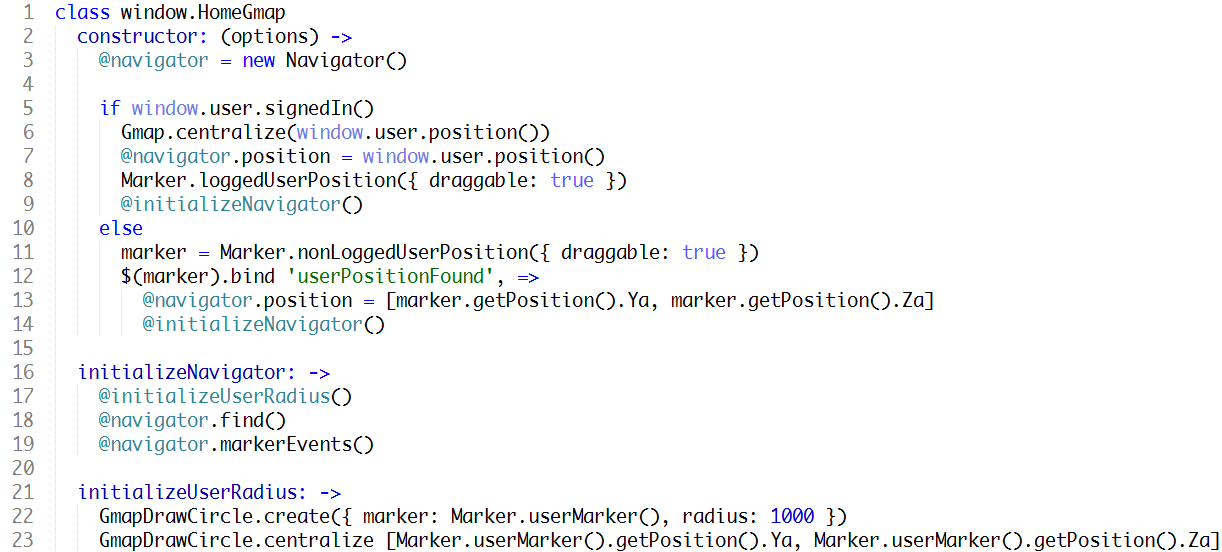 1 class window.HomeGmap
2   constructor: (options) ->
3     @navigator = new Navigator()
4
5     if window.user.signedIn()
6       Gmap.centralize(window.user.position())
7       @navigator.position = window.user.position()
8       Marker.loggedUserPosition({ draggable: true })
9       @initializeNavigator()
10     else
11       marker = Marker.nonLoggedUserPosition({ draggable: true })
12       $(marker).bind 'userPositionFound', =>
13         @navigator.position = [marker.getPosition().Ya, marker.getPosition().Za]
14         @initializeNavigator()
15
16   initializeNavigator: ->
17     @initializeUserRadius()
18     @navigator.find()
19     @navigator.markerEvents()
20
21   initializeUserRadius: ->
22     GmapDrawCircle.create({ marker: Marker.userMarker(), radius: 1000 })
23     GmapDrawCircle.centralize [Marker.userMarker().getPosition().Ya, Marker.userMarker().getPosition().Za]